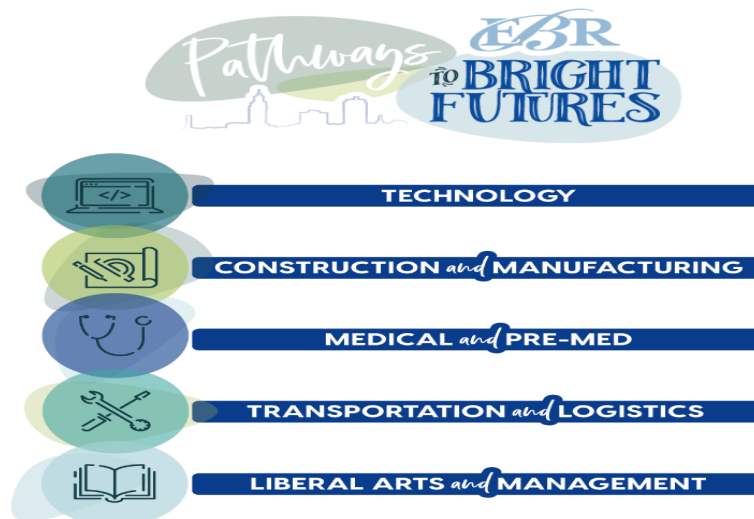 Pathways
EBR
TO BRIGHT
FUTURES
</>
TECHNOLOGY
CONSTRUCTION and MANUFACTURING
MEDICAL and PRE-MED
TRANSPORTATION and LOGISTICS
LIBERAL ARTS and MANAGEMENT